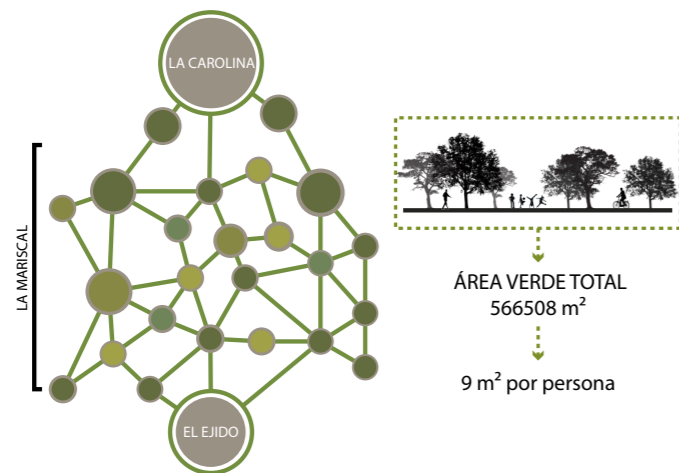 LA CAROLINA
LA MARISCAL
EL EJIDO
ÁREA VERDE TOTAL
566508 m²
9 m² por persona